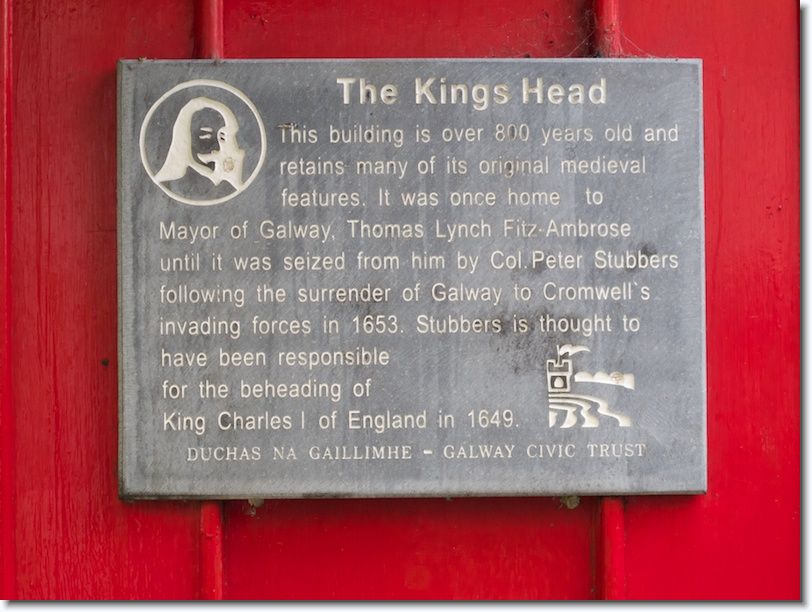 The Kings Head
This building is over 800 years old and
retains many of its original medieval
features. It was once home to
Mayor of Galway, Thomas Lynch Fitz-Ambrose
until it was seized from him by Col. Peter Stubbers
following the surrender of Galway to Cromwell`s
invading forces in 1653. Stubbers is thought to
have been responsible
for the beheading of
King Charles I of England in 1649.
DUCHAS NA GAILLIMHE - GALWAY CIVIC TRUST